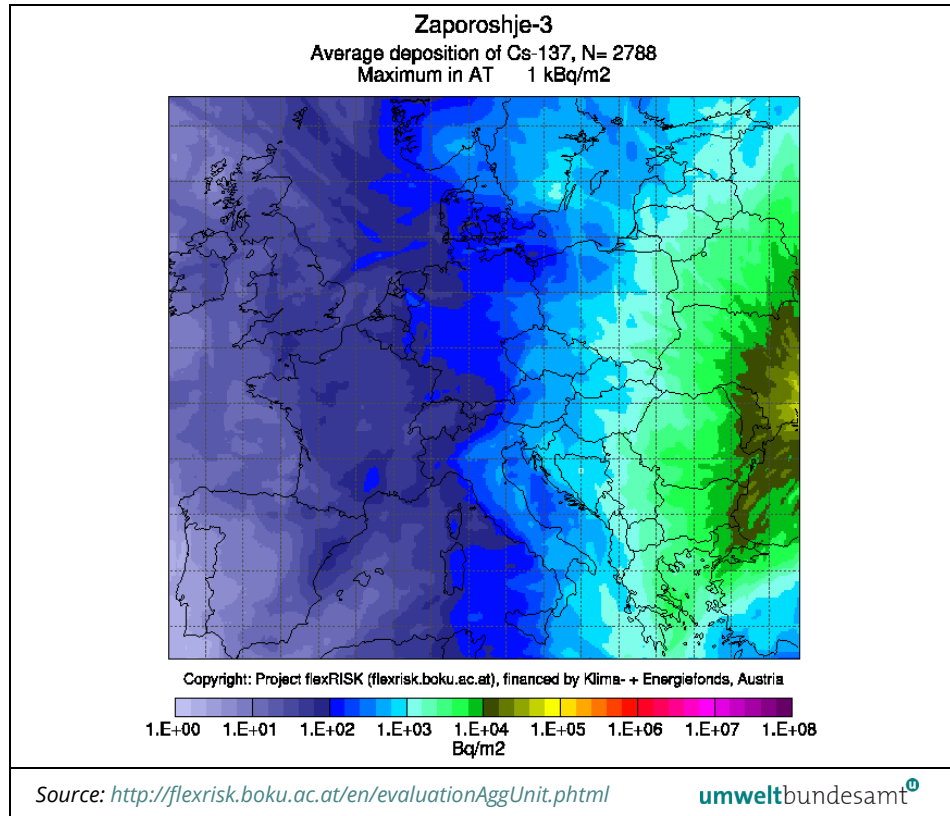 Zaporoshje-3
Average deposition of Cs-137, N= 2788
Maximum in AT 1 kBq/m2
Copyright: Project flexRISK (flexrisk.boku.ac.at), financed by Klima- + Energiefonds, Austria
1.E+00 1.E+01 1.E+02 1.E+03 1.E+04 1.E+05 1.E+06 1.E+07 1.E+08
Bq/m2
Source: http://flexrisk.boku.ac.at/en/evaluationAggUnit.phtml
umweltbundesamt u